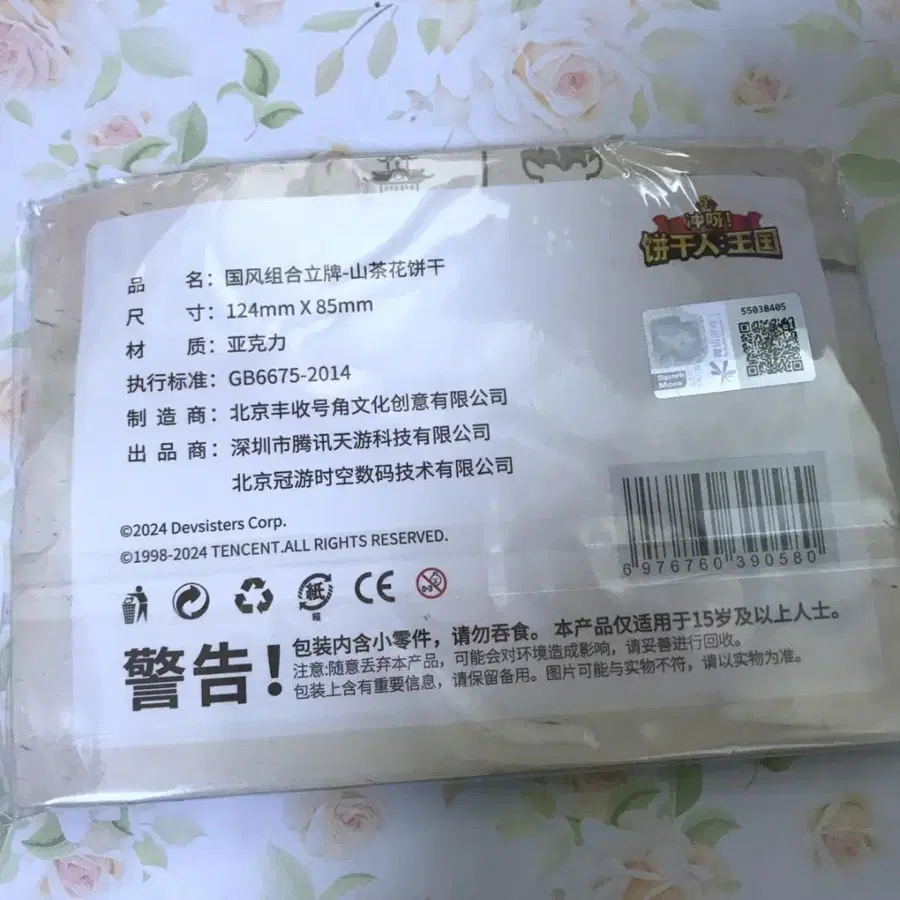 冲呀!
饼干人:王国
品 名: 国风组合立牌-山茶花饼干
尺 寸: 124mm X 85mm
材 质: 亚克力
执行标准: GB6675-2014
制 造 商: 北京丰收号角文化创意有限公司
出 品 商: 深圳市腾讯天游科技有限公司
北京冠游时空数码技术有限公司
55038405
Spark More
©2024 Devsisters Corp.
©1998-2024 TENCENT.ALL RIGHTS RESERVED.
6 976760 390580
紙
箱
CE
0-3
警告!
包装内含小零件，请勿吞食。 本产品仅适用于15岁及以上人士。
注意:随意丢弃本产品，可能会对环境造成影响，请妥善进行回收。
包装上含有重要信息，请保留备用。图片可能与实物不符，请以实物为准。